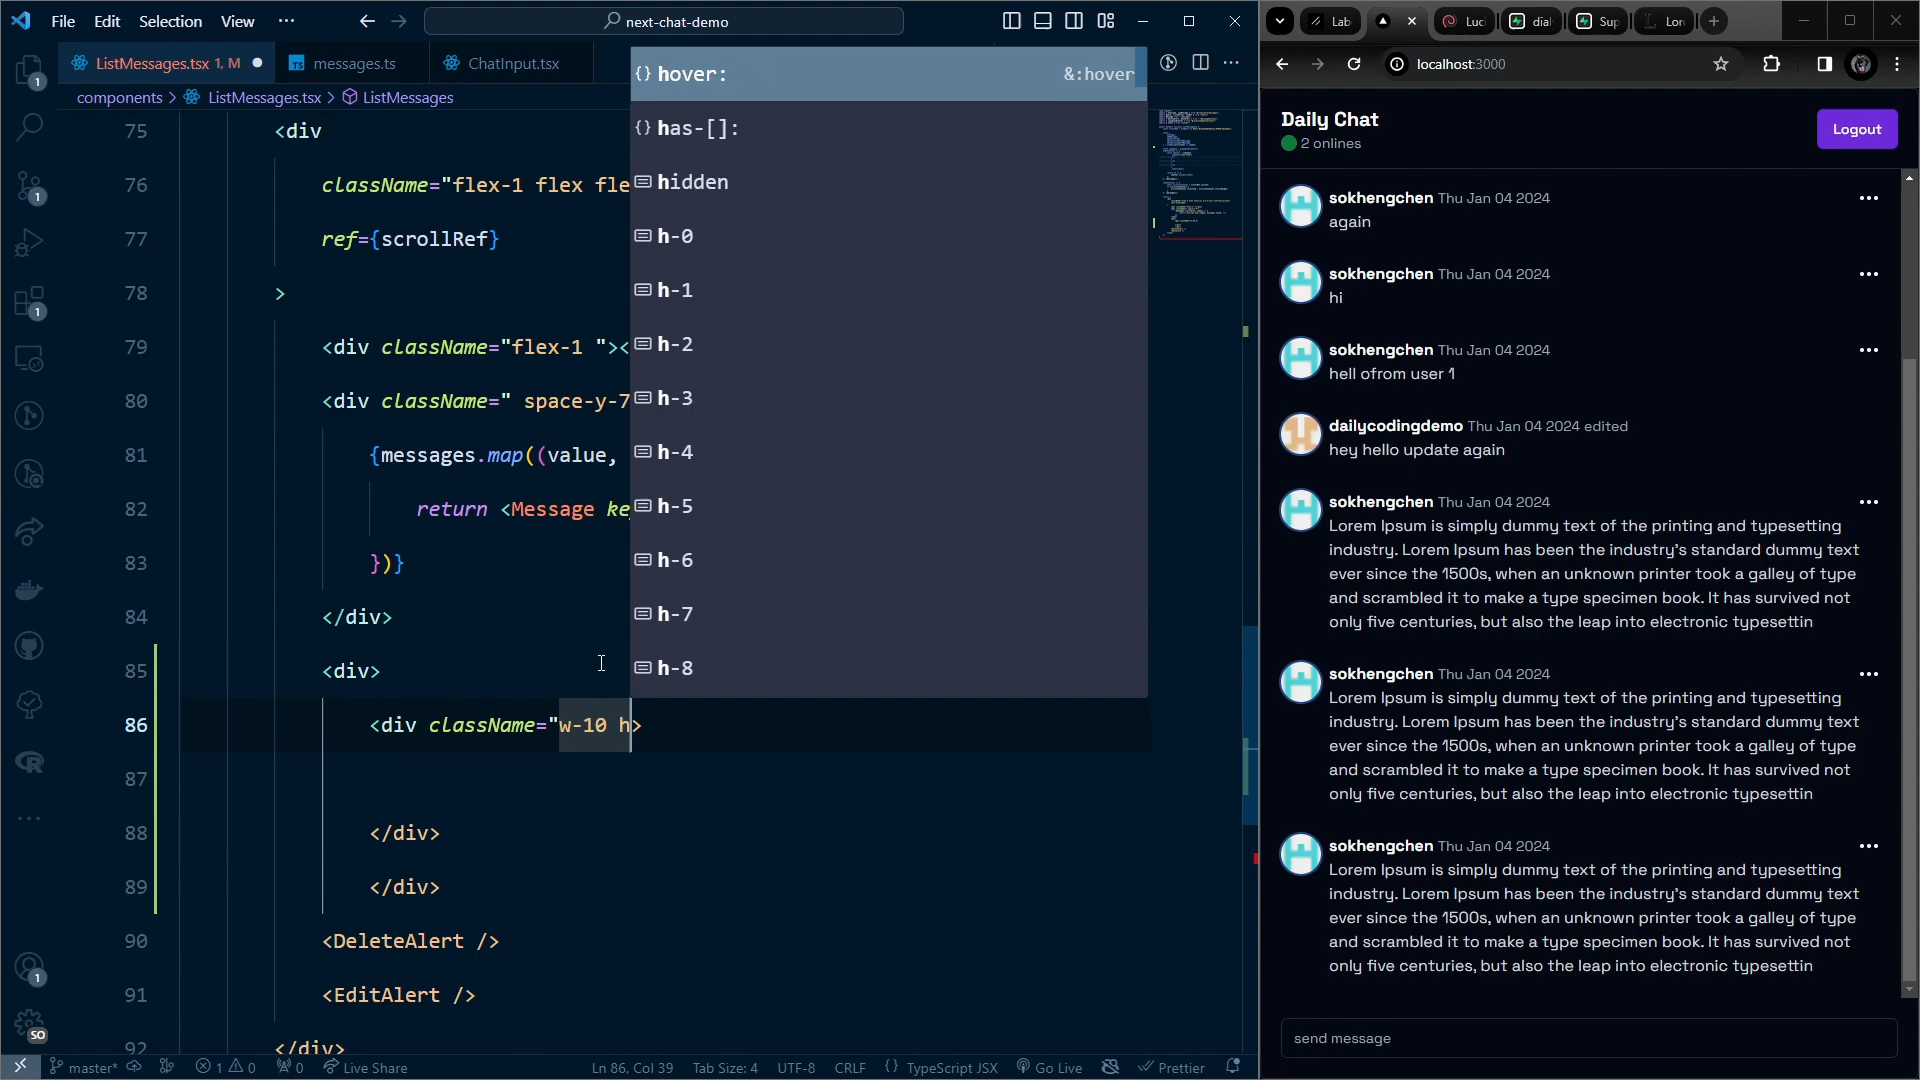 File Edit Selection View ··· next-chat-demo
ListMessages.tsx 1, M messages.ts ChatInput.tsx
components > ListMessages.tsx > ListMessages
75 <div
76 className="flex-1 flex fle
77 ref={scrollRef}
78 >
79 <div className="flex-1 "><
80 <div className=" space-y-7
81 {messages.map((value,
82 return <Message ke
83 })}
84 </div>
85 <div>
86 <div className="w-10 h>
87
88 </div>
89 </div>
90 <DeleteAlert />
91 <EditAlert />
92 </div>
{} hover: &:hover
{} has-[]:
hidden
h-0
h-1
h-2
h-3
h-4
h-5
h-6
h-7
h-8
1
1
1
1
SO
master* 1 0 0 Live Share Ln 86, Col 39 Tab Size: 4 UTF-8 CRLF {} TypeScript JSX Go Live Prettier
Lab Luc dial Sup Lor
localhost:3000
Daily Chat
2 onlines
Logout
sokhengchen Thu Jan 04 2024
again
sokhengchen Thu Jan 04 2024
hi
sokhengchen Thu Jan 04 2024
hell ofrom user 1
dailycodingdemo Thu Jan 04 2024 edited
hey hello update again
sokhengchen Thu Jan 04 2024
Lorem Ipsum is simply dummy text of the printing and typesetting
industry. Lorem Ipsum has been the industry's standard dummy text
ever since the 1500s, when an unknown printer took a galley of type
and scrambled it to make a type specimen book. It has survived not
only five centuries, but also the leap into electronic typesettin
sokhengchen Thu Jan 04 2024
Lorem Ipsum is simply dummy text of the printing and typesetting
industry. Lorem Ipsum has been the industry's standard dummy text
ever since the 1500s, when an unknown printer took a galley of type
and scrambled it to make a type specimen book. It has survived not
only five centuries, but also the leap into electronic typesettin
sokhengchen Thu Jan 04 2024
Lorem Ipsum is simply dummy text of the printing and typesetting
industry. Lorem Ipsum has been the industry's standard dummy text
ever since the 1500s, when an unknown printer took a galley of type
and scrambled it to make a type specimen book. It has survived not
only five centuries, but also the leap into electronic typesettin
send message